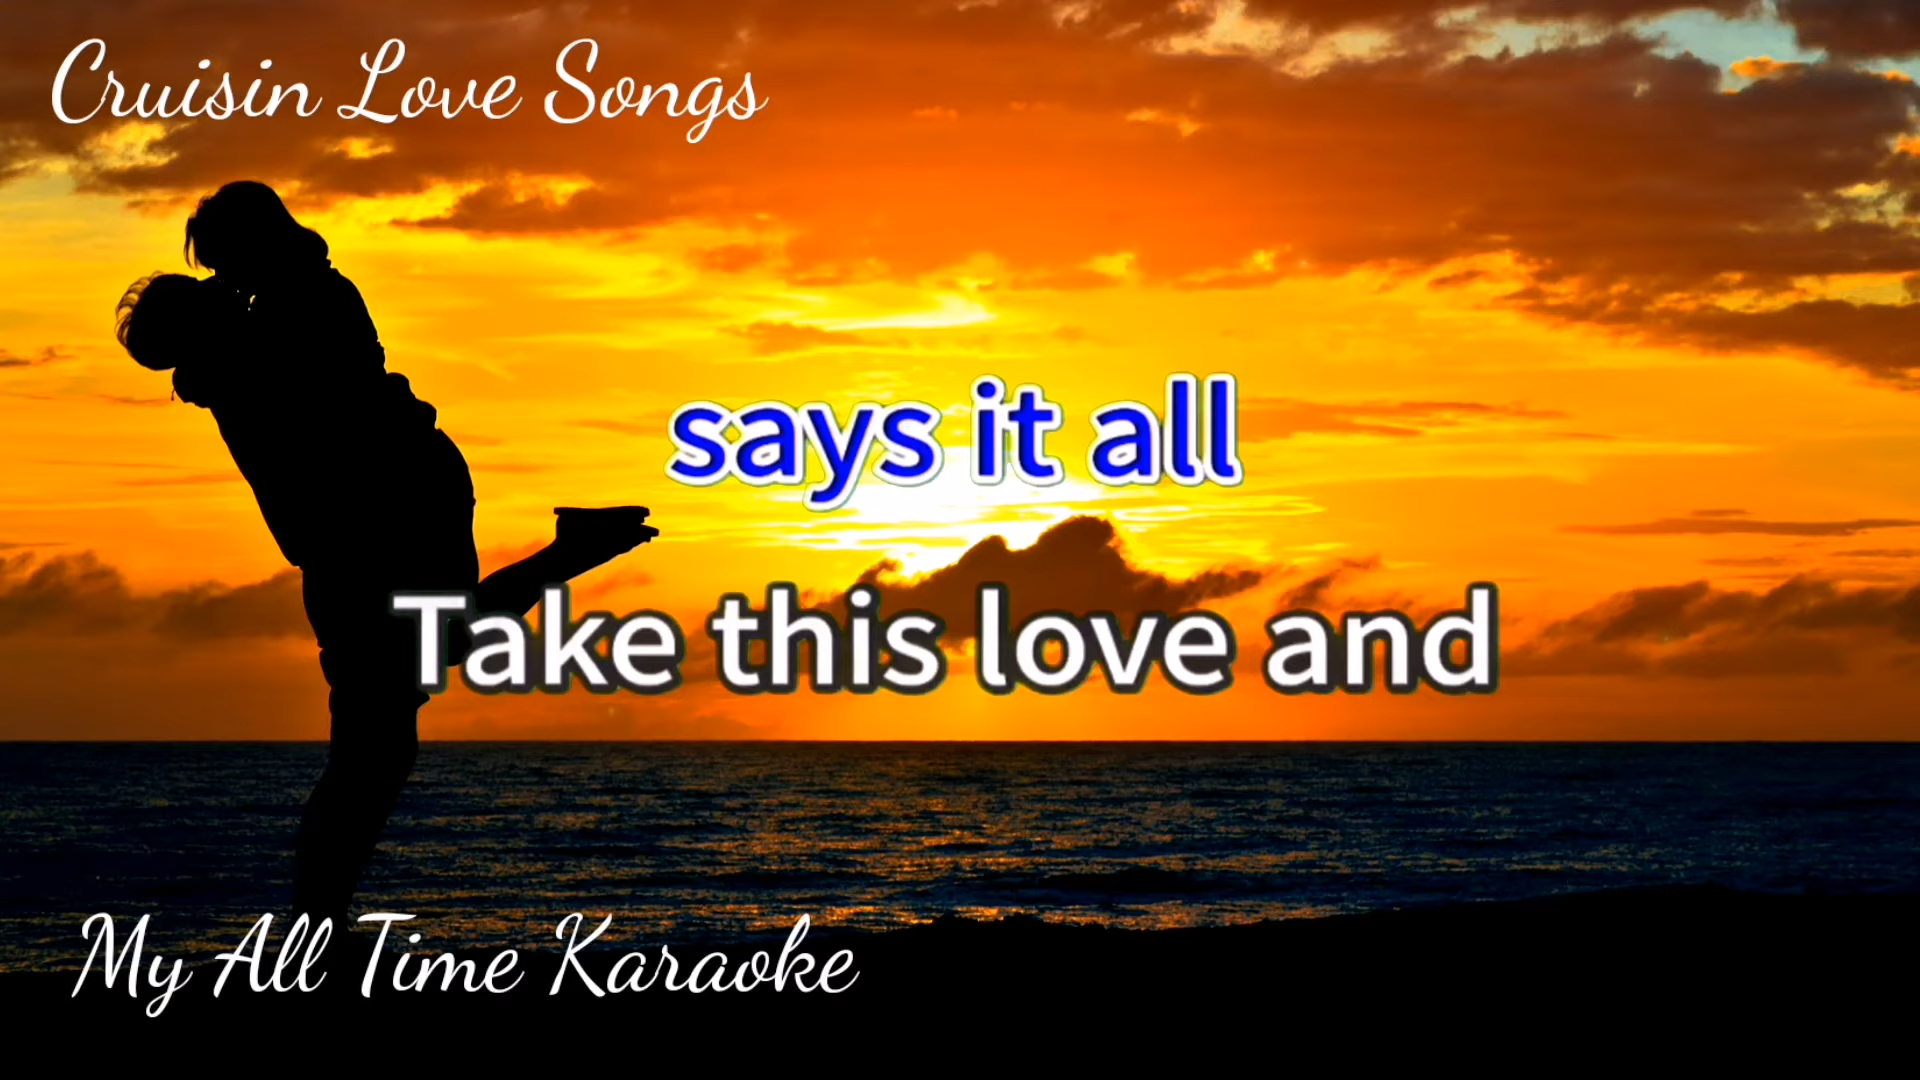 Cruisin Love Songs
says it all
Take this love and
My All Time Karaoke